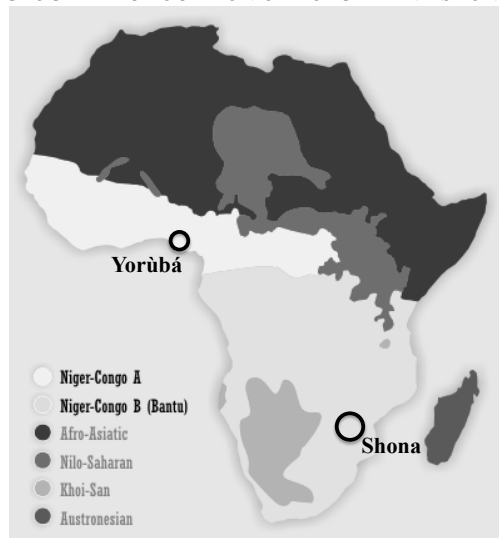 Yorùbá
Shona
Niger-Congo A
Niger-Congo B (Bantu)
Afro-Asiatic
Nilo-Saharan
Khoi-San
Austronesian